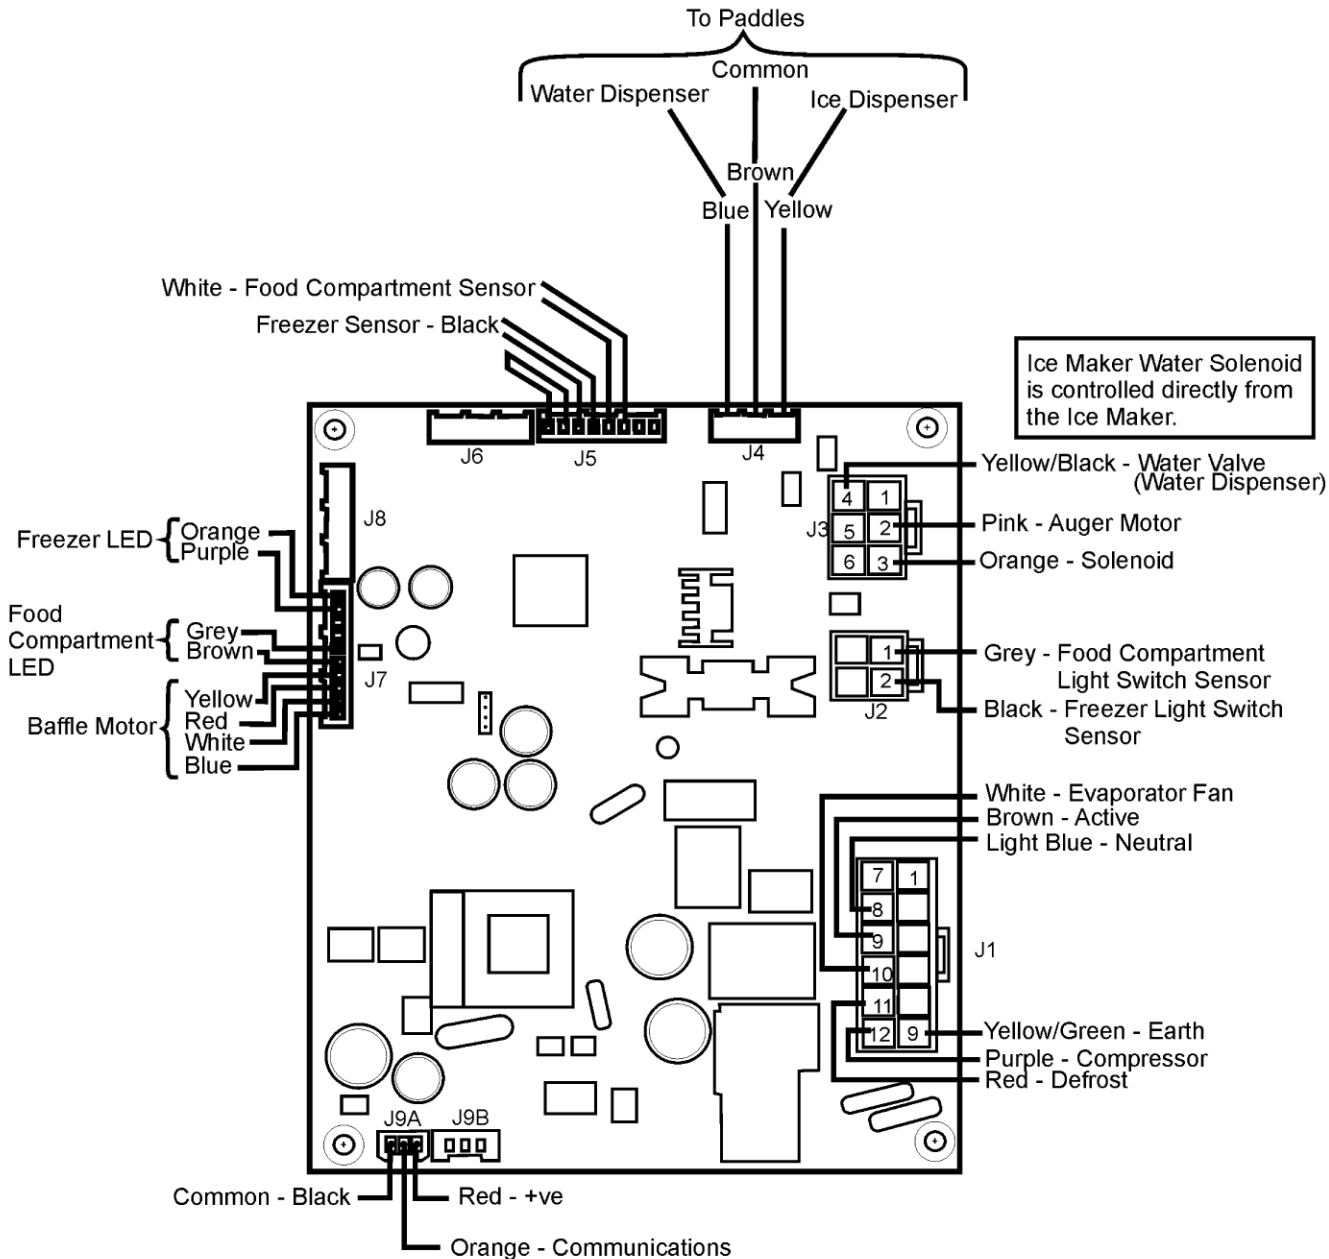 To Paddles
Common
Water Dispenser
Ice Dispenser
Brown
Blue
Yellow
White - Food Compartment Sensor
Freezer Sensor - Black
Ice Maker Water Solenoid
is controlled directly from
the Ice Maker.
J6
J5
J4
Yellow/Black - Water Valve
(Water Dispenser)
4 1
J8
J3
Pink - Auger Motor
5 2
Freezer LED
Orange
Purple
6 3
Orange - Solenoid
Food
Compartment
LED
Grey
Brown
1
Grey - Food Compartment
Light Switch Sensor
J7
2
J2
Black - Freezer Light Switch
Sensor
Baffle Motor
Yellow
Red
White
Blue
White - Evaporator Fan
Brown - Active
Light Blue - Neutral
7 1
8
9
J1
10
11
12 9
Yellow/Green - Earth
Purple - Compressor
Red - Defrost
J9A
J9B
Common - Black
Red - +ve
Orange - Communications